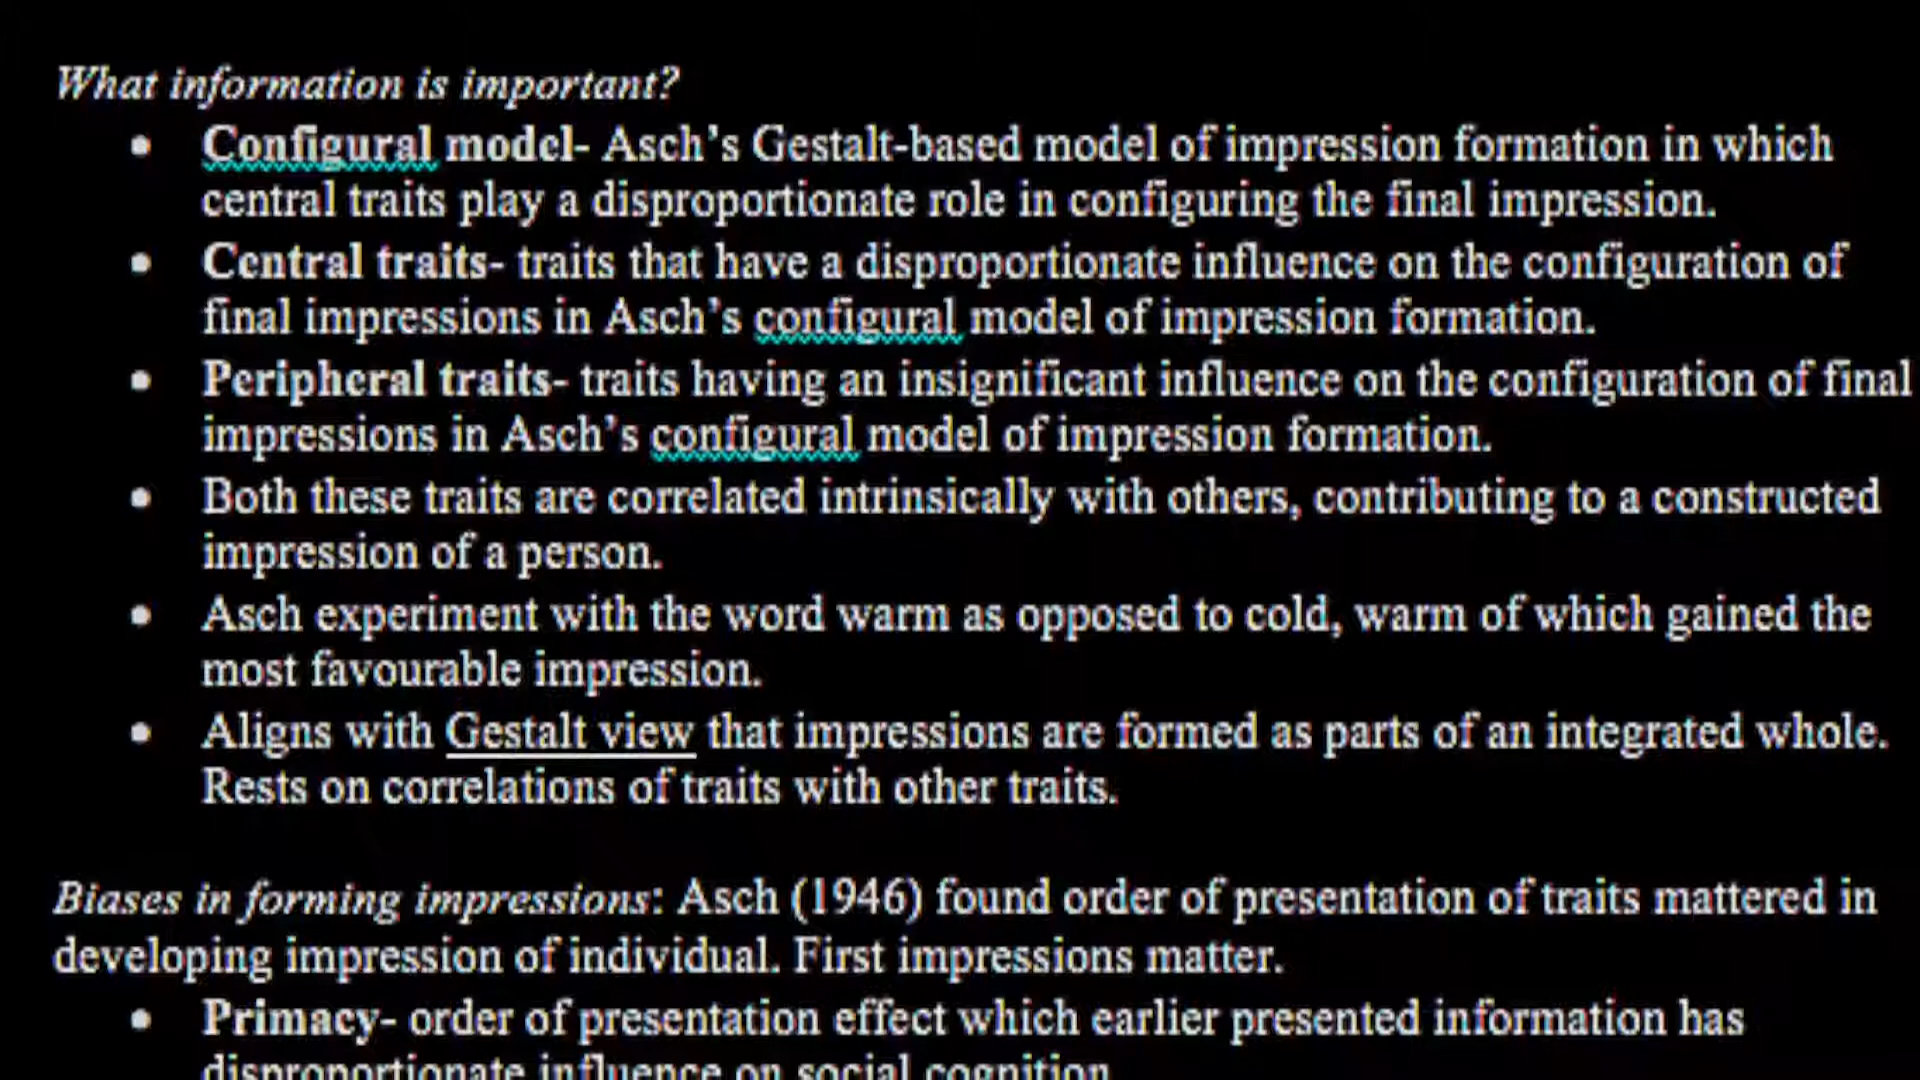 What information is important?
• Configural model- Asch’s Gestalt-based model of impression formation in which
central traits play a disproportionate role in configuring the final impression.
• Central traits- traits that have a disproportionate influence on the configuration of
final impressions in Asch’s configural model of impression formation.
• Peripheral traits- traits having an insignificant influence on the configuration of final
impressions in Asch’s configural model of impression formation.
• Both these traits are correlated intrinsically with others, contributing to a constructed
impression of a person.
• Asch experiment with the word warm as opposed to cold, warm of which gained the
most favourable impression.
• Aligns with Gestalt view that impressions are formed as parts of an integrated whole.
Rests on correlations of traits with other traits.
Biases in forming impressions: Asch (1946) found order of presentation of traits mattered in
developing impression of individual. First impressions matter.
• Primacy- order of presentation effect which earlier presented information has
disproportionate influence on social cognition